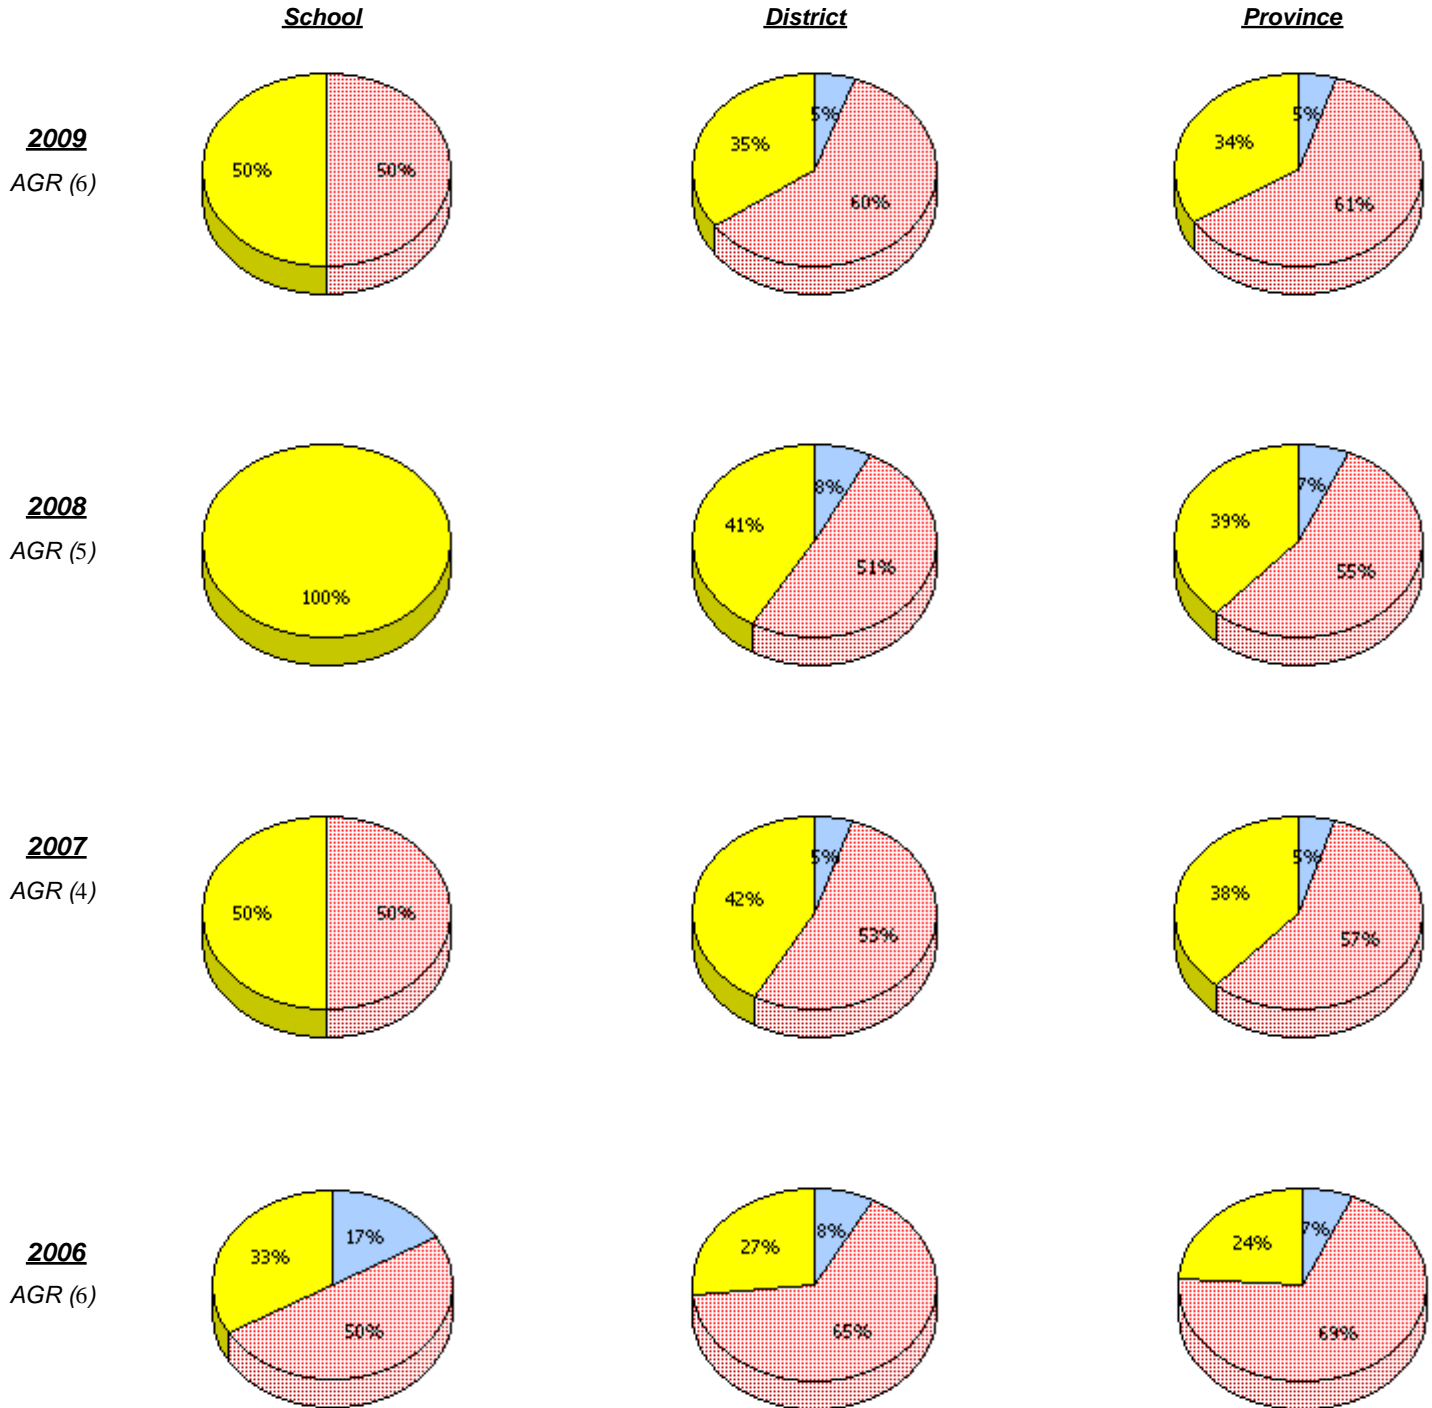 School District Province
5% 5%
2009
35% 34%
AGR (6) 50% 50%
60% 61%
2008
8% 7%
41% 39%
AGR (5)
51% 55%
100%
2007
5% 5%
AGR (4)
42% 38%
50% 50%
53% 57%
2006
17% 8% 7%
33% 27% 24%
AGR (6)
50% 65% 69%